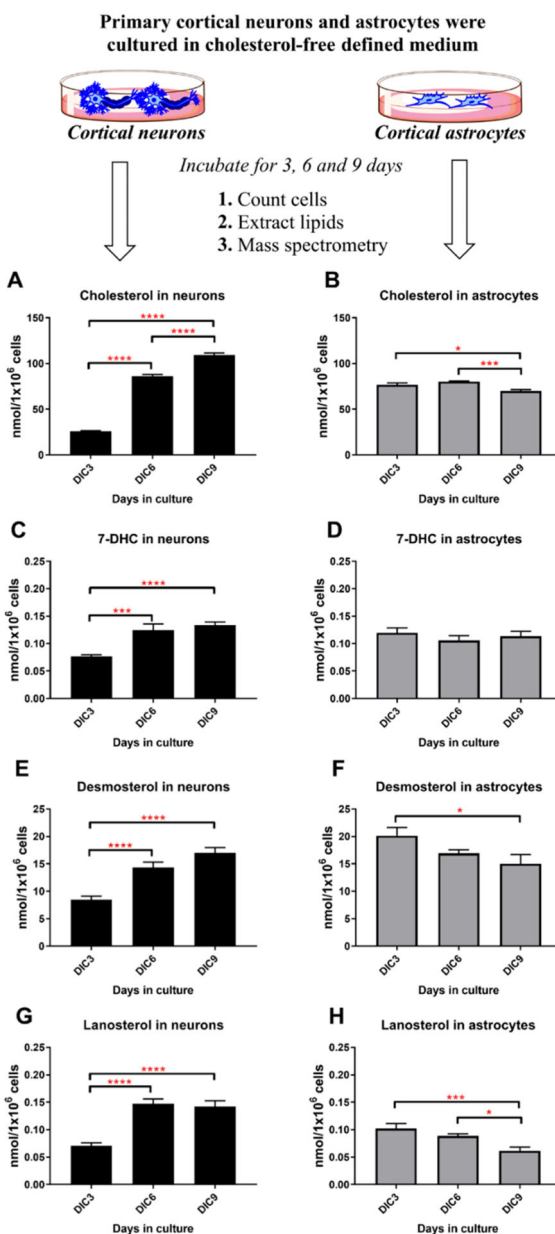 Primary cortical neurons and astrocytes were
cultured in cholesterol-free defined medium
Cortical neurons
Cortical astrocytes
Incubate for 3, 6 and 9 days
1. Count cells
2. Extract lipids
3. Mass spectrometry
A
Cholesterol in neurons
****
****
****
150
100
50
0
nmol/1x10⁶ cells
DIC3
DIC6
DIC9
Days in culture
B
Cholesterol in astrocytes
*
***
150
100
50
0
nmol/1x10⁶ cells
DIC3
DIC6
DIC9
Days in culture
C
7-DHC in neurons
****
***
0.25
0.20
0.15
0.10
0.05
0.00
nmol/1x10⁶ cells
DIC3
DIC6
DIC9
Days in culture
D
7-DHC in astrocytes
0.25
0.20
0.15
0.10
0.05
0.00
nmol/1x10⁶ cells
DIC3
DIC6
DIC9
Days in culture
E
Desmosterol in neurons
****
****
25
20
15
10
5
0
nmol/1x10⁶ cells
DIC3
DIC6
DIC9
Days in culture
F
Desmosterol in astrocytes
*
25
20
15
10
5
0
nmol/1x10⁶ cells
DIC3
DIC6
DIC9
Days in culture
G
Lanosterol in neurons
****
****
0.25
0.20
0.15
0.10
0.05
0.00
nmol/1x10⁶ cells
DIC3
DIC6
DIC9
Days in culture
H
Lanosterol in astrocytes
***
*
0.25
0.20
0.15
0.10
0.05
0.00
nmol/1x10⁶ cells
DIC3
DIC6
DIC9
Days in culture